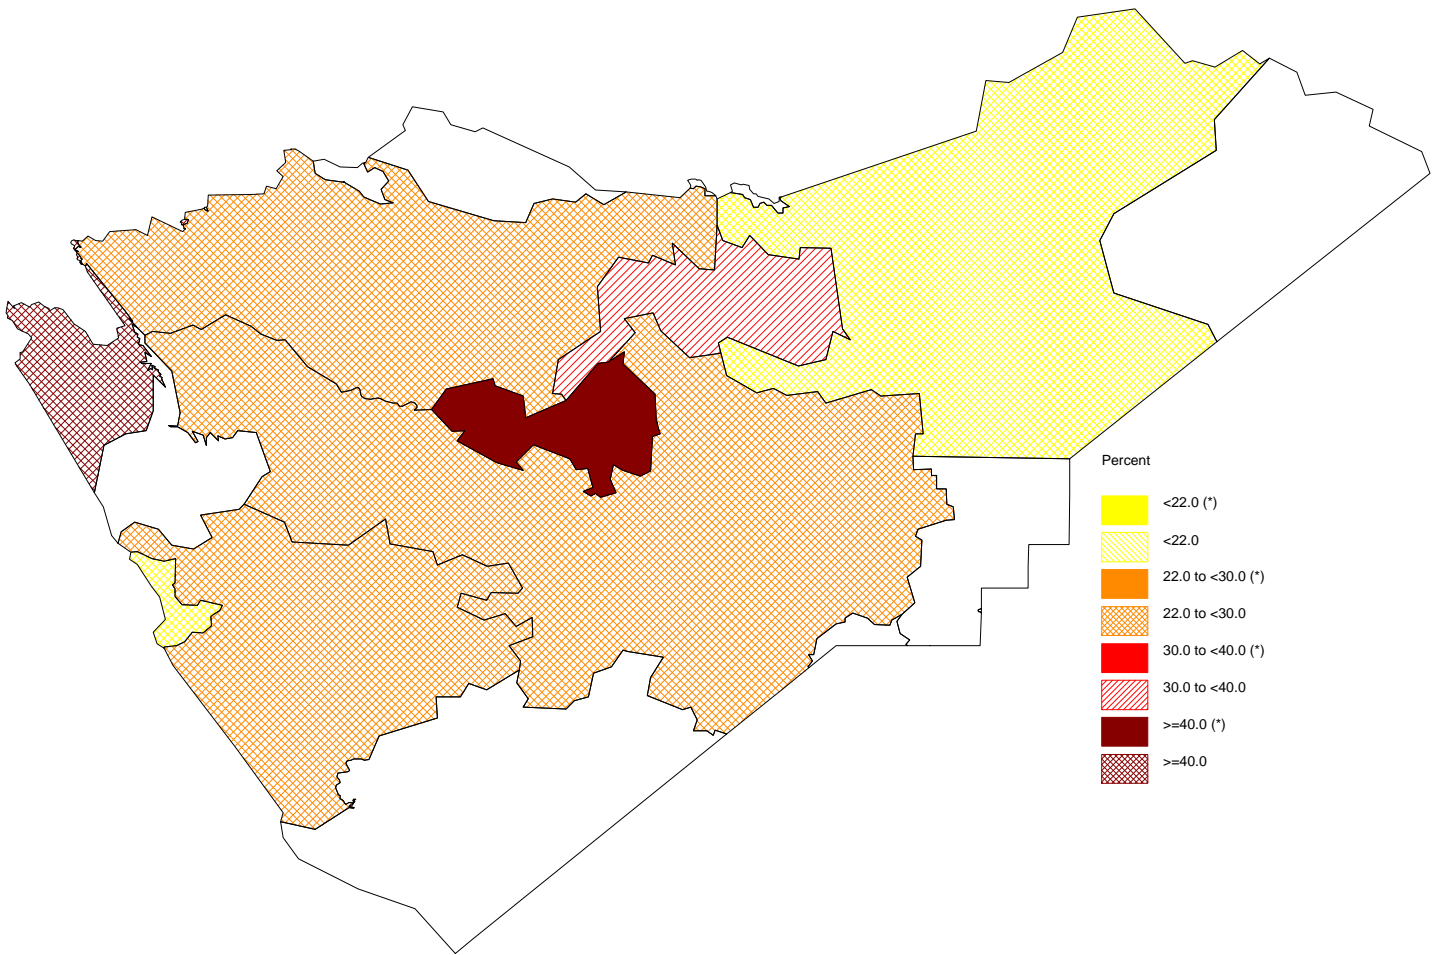 Percent
<22.0 (*)
<22.0
22.0 to <30.0 (*)
22.0 to <30.0
30.0 to <40.0 (*)
30.0 to <40.0
>=40.0 (*)
>=40.0